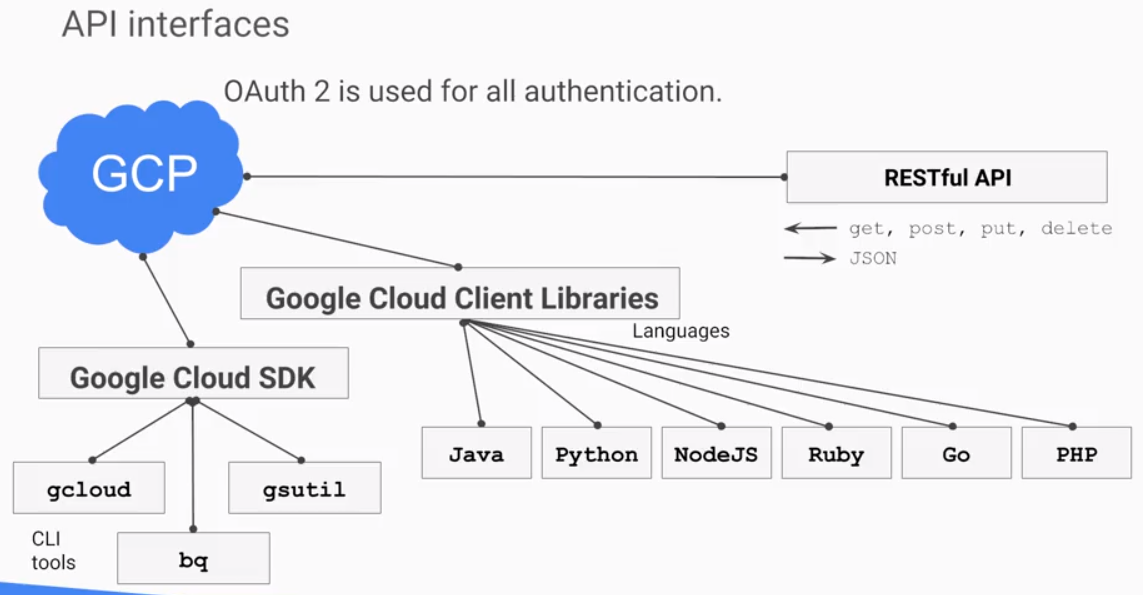 API interfaces
OAuth 2 is used for all authentication.
GCP
RESTful API
get, post, put, delete
JSON
Google Cloud Client Libraries
Languages
Google Cloud SDK
Java
Python
NodeJS
Ruby
Go
PHP
gcloud
gsutil
CLI
tools
bq